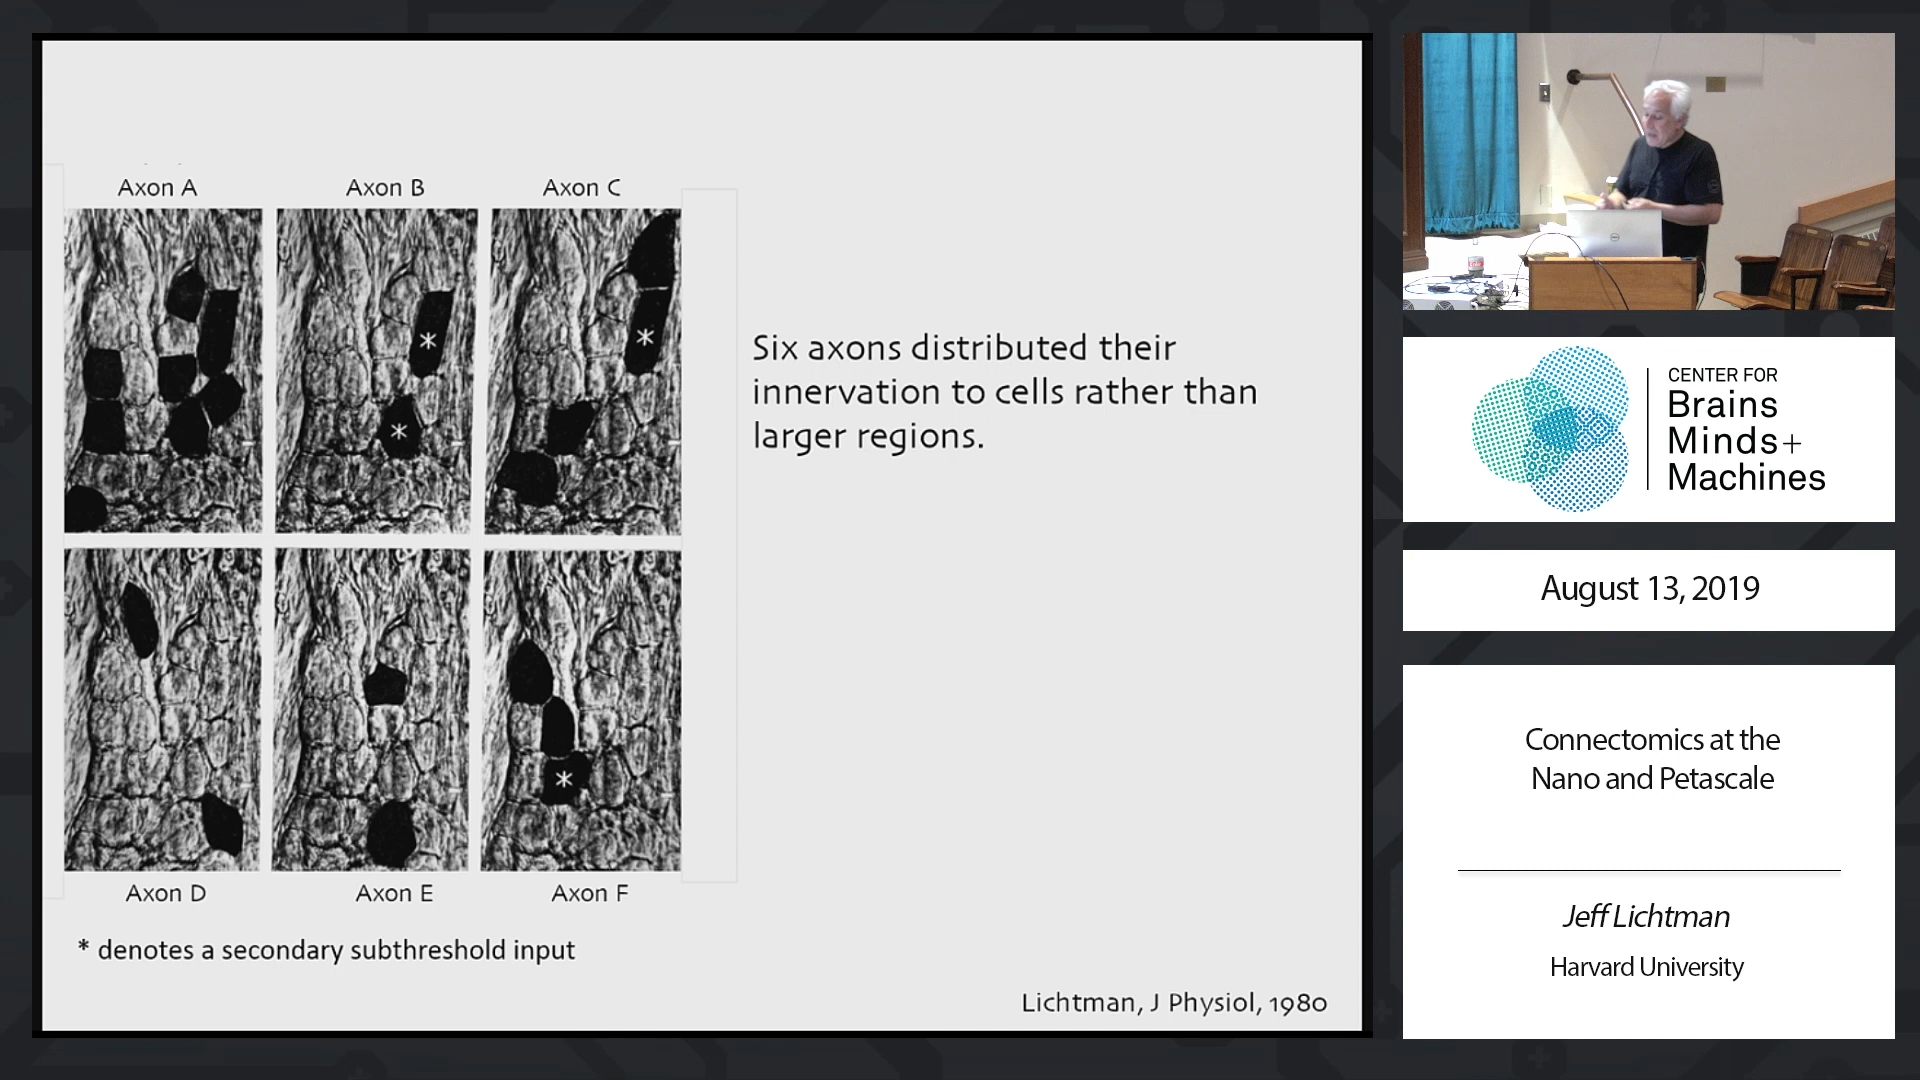 Axon A
Axon B
Axon C
*
*
*
Six axons distributed their
innervation to cells rather than
larger regions.
*
Axon D
Axon E
Axon F
* denotes a secondary subthreshold input
Lichtman, J Physiol, 1980
CENTER FOR
Brains
Minds+
Machines
August 13, 2019
Connectomics at the
Nano and Petascale
Jeff Lichtman
Harvard University